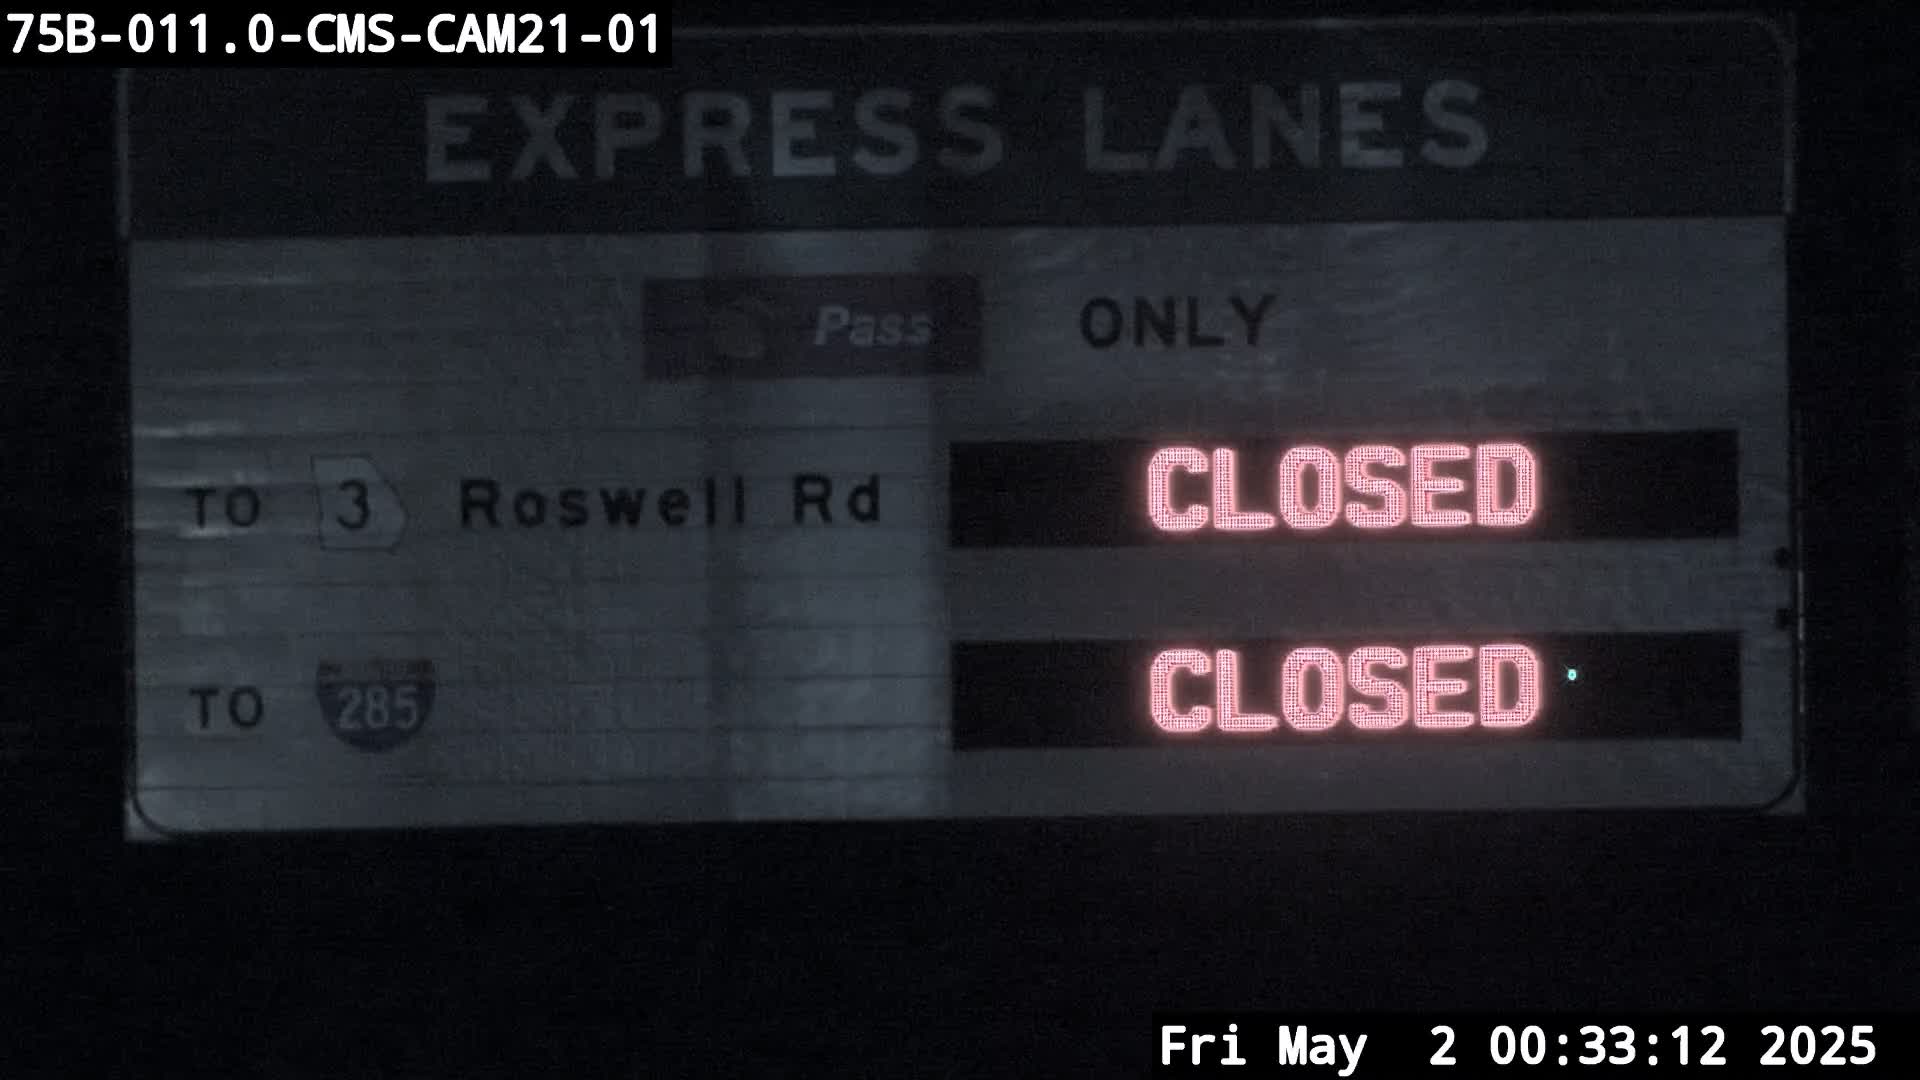 75B-011.0-CMS-CAM21-01
EXPRESS LANES
Pass ONLY
TO 3 Roswell Rd CLOSED
TO 285 CLOSED
Fri May 2 00:33:12 2025